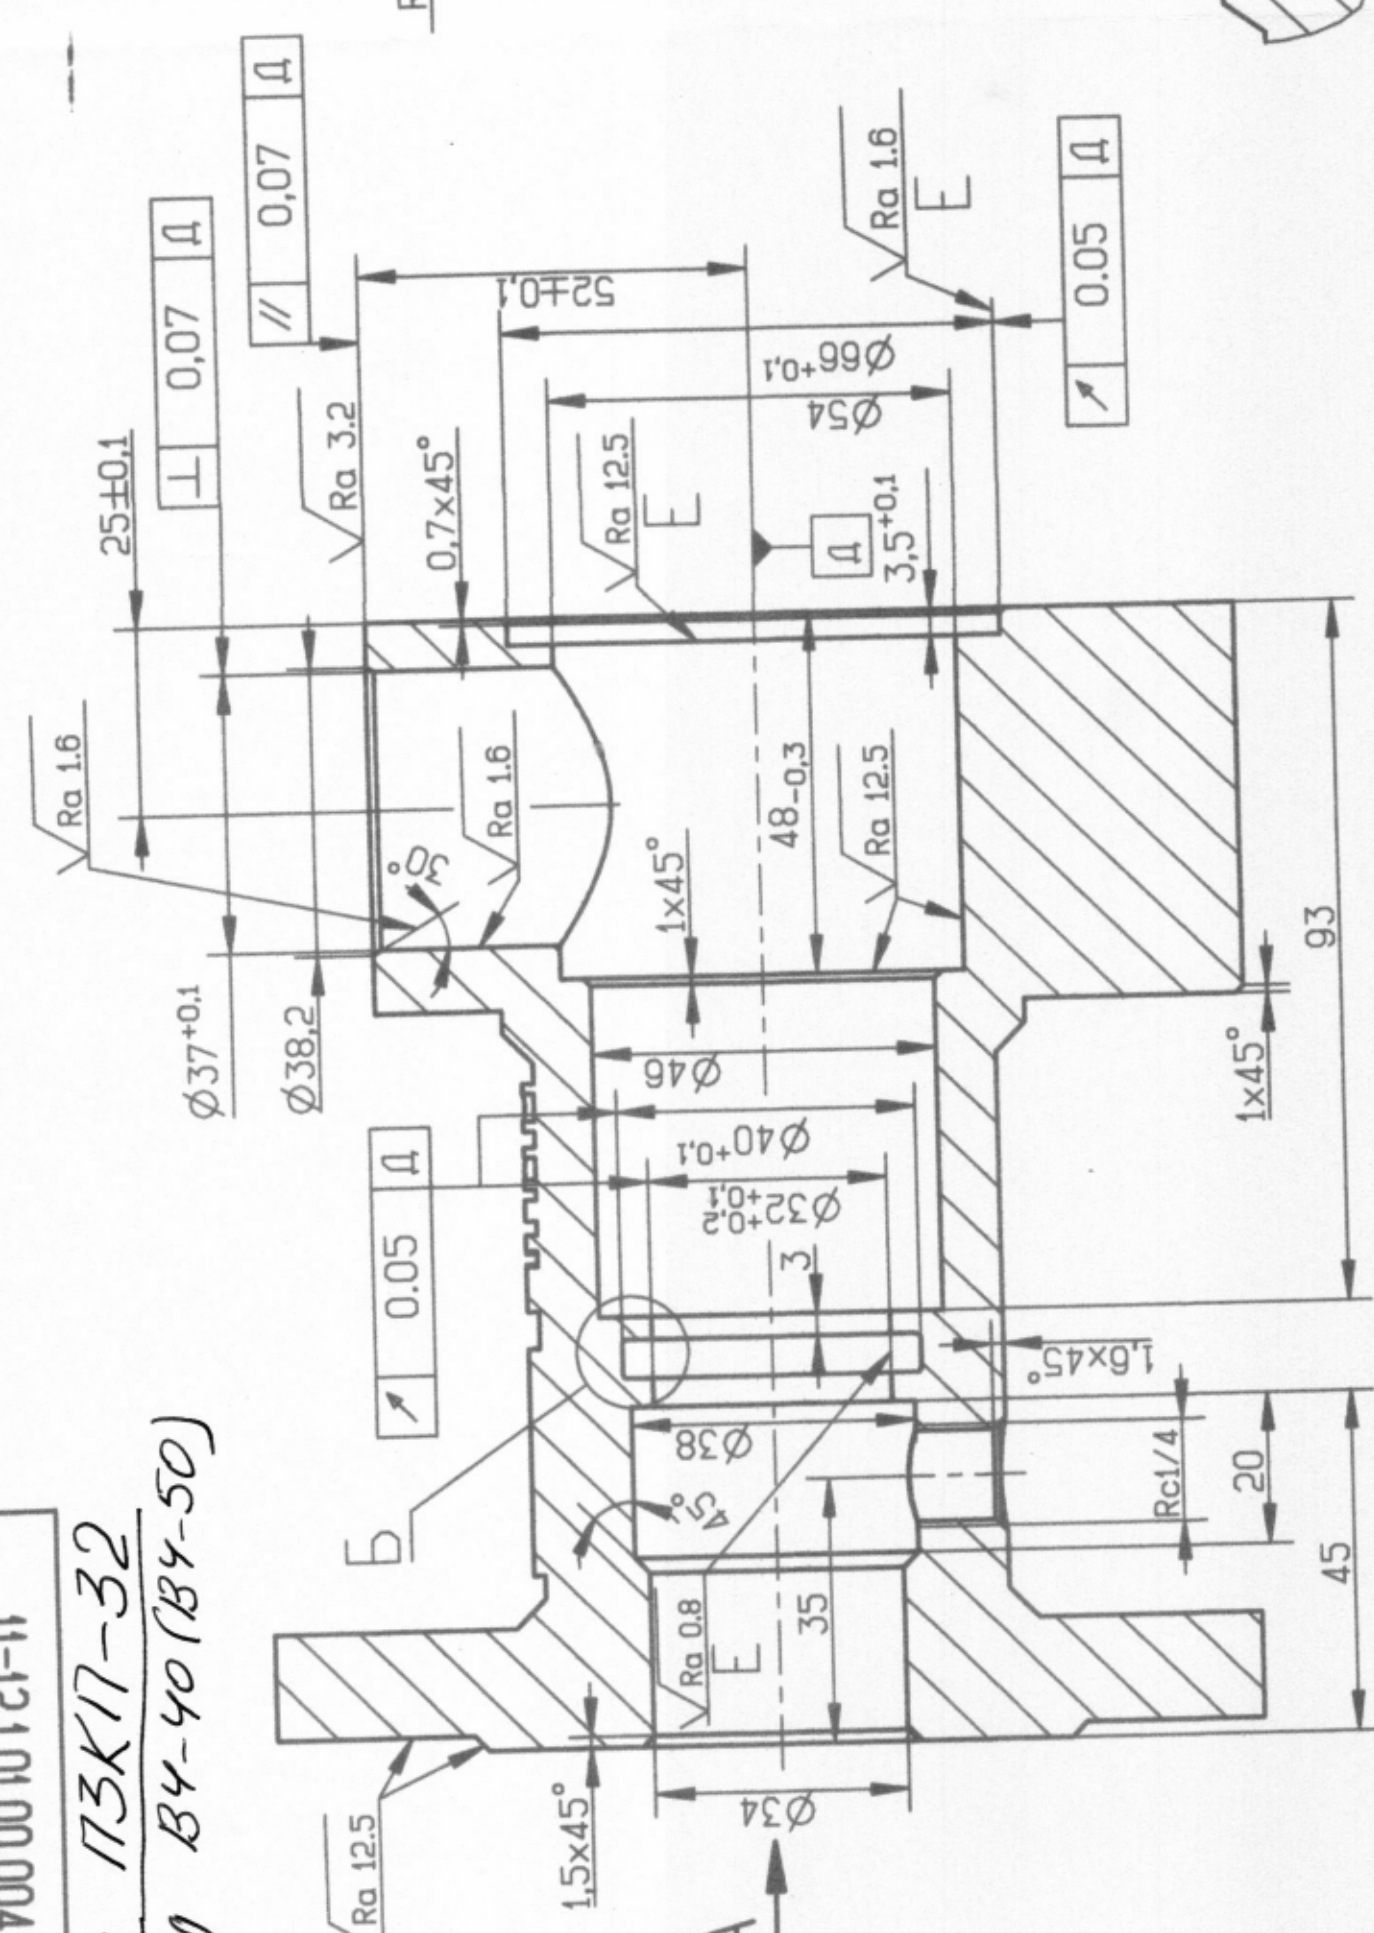 11-12101000
ПЗК17-32
В4-40 (В4-50)
Ra 12.5
1,5x45°
Ø34
А
Б
0.05 Д
Ø37+0,1
Ø38,2
25±0,1
⊥ 0,07 Д
// 0,07 Д
Ra 1.6
Ra 3.2
30°
Ra 1.6
0,7x45°
Ra 12.5
Е
Д
3,5+0,1
52±0,1
Ø66+0,1
Ø54
Ra 1.6
Е
0.05 Д
1x45°
48-0,3
Ra 12.5
Ø46
Ø40+0,1
Ø32+0,2
+0,1
3
Ø38
45°
Ra 0.8
Е
35
1,6x45°
Rc1/4
20
45
93
1x45°